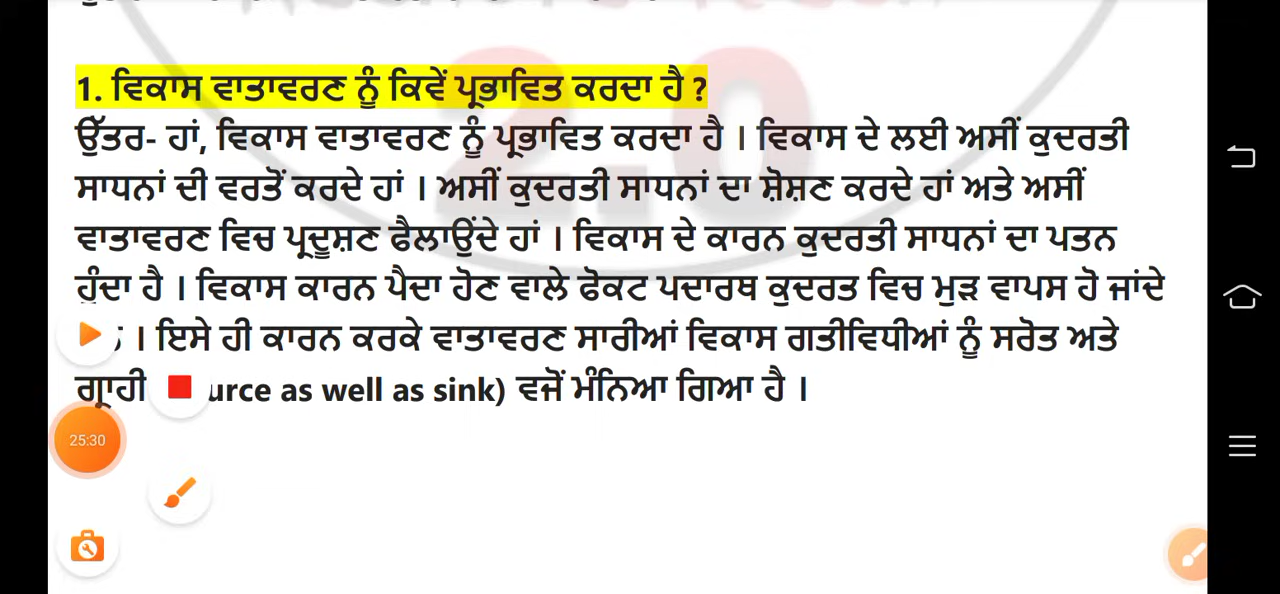 2.0
1. ਵਿਕਾਸ ਵਾਤਾਵਰਣ ਨੂੰ ਕਿਵੇਂ ਪ੍ਰਭਾਵਿਤ ਕਰਦਾ ਹੈ ?
ਉੱਤਰ- ਹਾਂ, ਵਿਕਾਸ ਵਾਤਾਵਰਣ ਨੂੰ ਪ੍ਰਭਾਵਿਤ ਕਰਦਾ ਹੈ । ਵਿਕਾਸ ਦੇ ਲਈ ਅਸੀਂ ਕੁਦਰਤੀ
ਸਾਧਨਾਂ ਦੀ ਵਰਤੋਂ ਕਰਦੇ ਹਾਂ । ਅਸੀਂ ਕੁਦਰਤੀ ਸਾਧਨਾਂ ਦਾ ਸ਼ੋਸ਼ਣ ਕਰਦੇ ਹਾਂ ਅਤੇ ਅਸੀਂ
ਵਾਤਾਵਰਣ ਵਿਚ ਪ੍ਰਦੂਸ਼ਣ ਫੈਲਾਉਂਦੇ ਹਾਂ । ਵਿਕਾਸ ਦੇ ਕਾਰਨ ਕੁਦਰਤੀ ਸਾਧਨਾਂ ਦਾ ਪਤਨ
ਹੁੰਦਾ ਹੈ । ਵਿਕਾਸ ਕਾਰਨ ਪੈਦਾ ਹੋਣ ਵਾਲੇ ਫੋਕਟ ਪਦਾਰਥ ਕੁਦਰਤ ਵਿਚ ਮੁੜ ਵਾਪਸ ਹੋ ਜਾਂਦੇ
। ਇਸੇ ਹੀ ਕਾਰਨ ਕਰਕੇ ਵਾਤਾਵਰਣ ਸਾਰੀਆਂ ਵਿਕਾਸ ਗਤੀਵਿਧੀਆਂ ਨੂੰ ਸਰੋਤ ਅਤੇ
ਗ੍ਰਾਹੀ urce as well as sink) ਵਜੋਂ ਮੰਨਿਆ ਗਿਆ ਹੈ ।
25:30